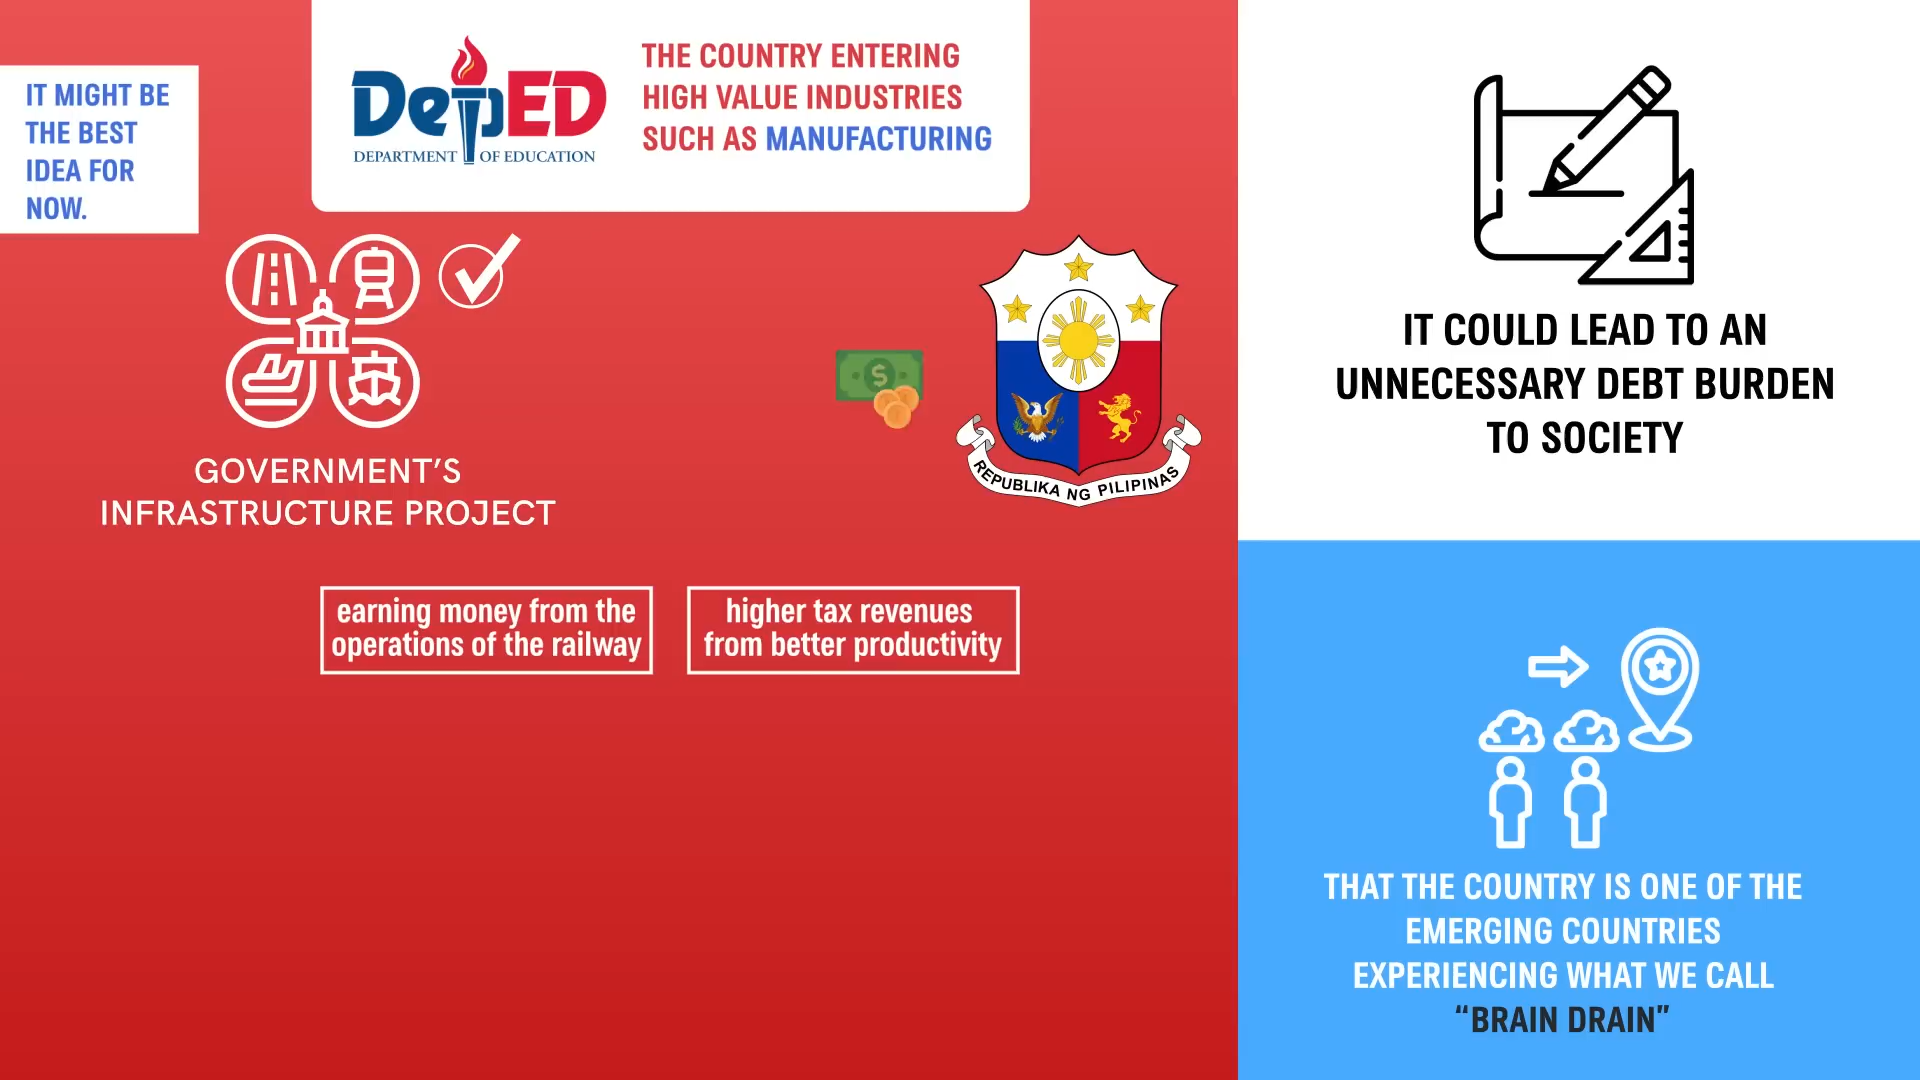 IT MIGHT BE
THE BEST
IDEA FOR
NOW.
DepED
DEPARTMENT OF EDUCATION
THE COUNTRY ENTERING
HIGH VALUE INDUSTRIES
SUCH AS MANUFACTURING
GOVERNMENT’S
INFRASTRUCTURE PROJECT
$
REPUBLIKA NG PILIPINAS
earning money from the
operations of the railway
higher tax revenues
from better productivity
IT COULD LEAD TO AN
UNNECESSARY DEBT BURDEN
TO SOCIETY
THAT THE COUNTRY IS ONE OF THE
EMERGING COUNTRIES
EXPERIENCING WHAT WE CALL
“BRAIN DRAIN”